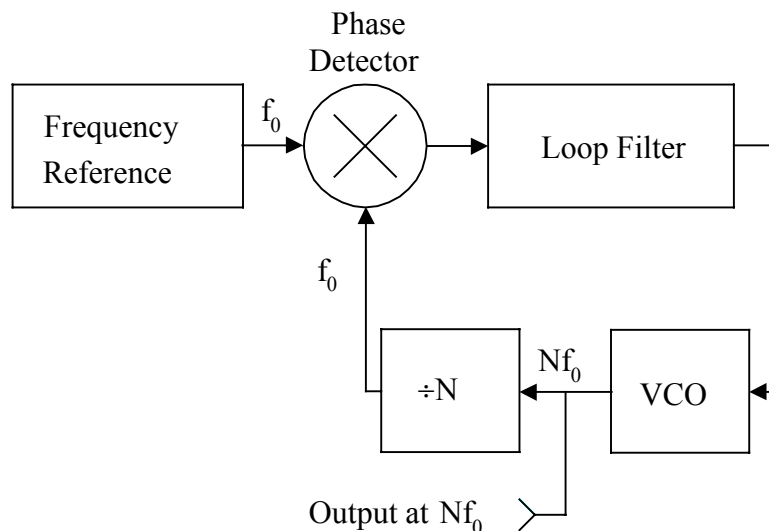 Phase
Detector
Frequency
Reference
f₀
Loop Filter
f₀
÷N
Nf₀
VCO
Output at Nf₀